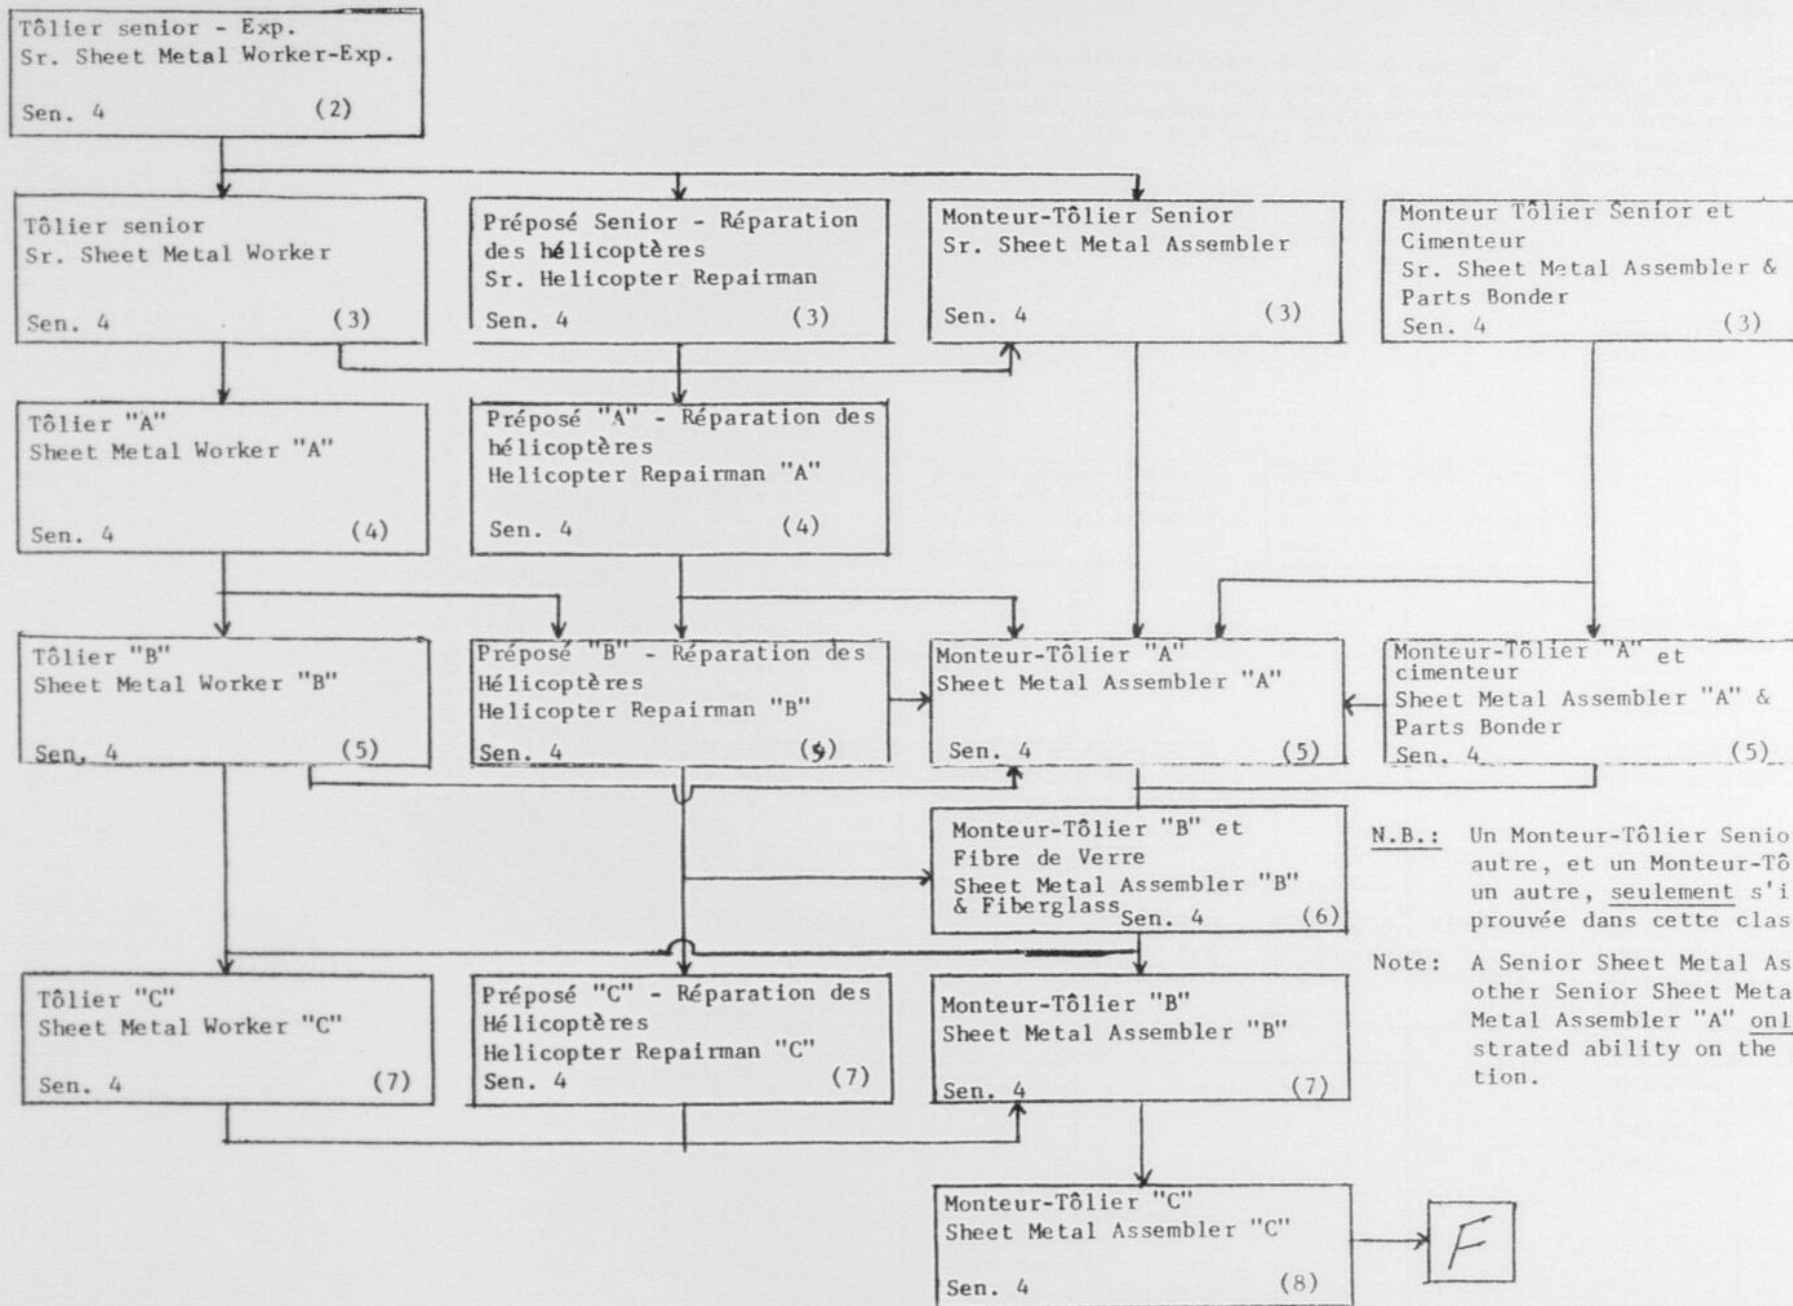 Tôlier senior - Exp.
Sr. Sheet Metal Worker-Exp.
Sen. 4 (2)
Tôlier senior
Sr. Sheet Metal Worker
Sen. 4 (3)
Préposé Senior - Réparation
des hélicoptères
Sr. Helicopter Repairman
Sen. 4 (3)
Monteur-Tôlier Senior
Sr. Sheet Metal Assembler
Sen. 4 (3)
Monteur Tôlier Senior et
Cimenteur
Sr. Sheet Metal Assembler &
Parts Bonder
Sen. 4 (3)
Tôlier "A"
Sheet Metal Worker "A"
Sen. 4 (4)
Préposé "A" - Réparation des
hélicoptères
Helicopter Repairman "A"
Sen. 4 (4)
Tôlier "B"
Sheet Metal Worker "B"
Sen. 4 (5)
Préposé "B" - Réparation des
Hélicoptères
Helicopter Repairman "B"
Sen. 4
Monteur-Tôlier "A"
Sheet Metal Assembler "A"
Sen. 4 (5)
Monteur-Tôlier "A" et
cimenteur
Sheet Metal Assembler "A" &
Parts Bonder
Sen. 4 (5)
Monteur-Tôlier "B" et
Fibre de Verre
Sheet Metal Assembler "B"
& Fiberglass
Sen. 4 (6)
N.B.: Un Monteur-Tôlier Senio
autre, et un Monteur-Tô
un autre, seulement s'i
prouvée dans cette clas
Note: A Senior Sheet Metal As
other Senior Sheet Meta
Metal Assembler "A" onl
strated ability on the
tion.
Tôlier "C"
Sheet Metal Worker "C"
Sen. 4 (7)
Préposé "C" - Réparation des
Hélicoptères
Helicopter Repairman "C"
Sen. 4 (7)
Monteur-Tôlier "B"
Sheet Metal Assembler "B"
Sen. 4 (7)
Monteur-Tôlier "C"
Sheet Metal Assembler "C"
Sen. 4 (8)
F